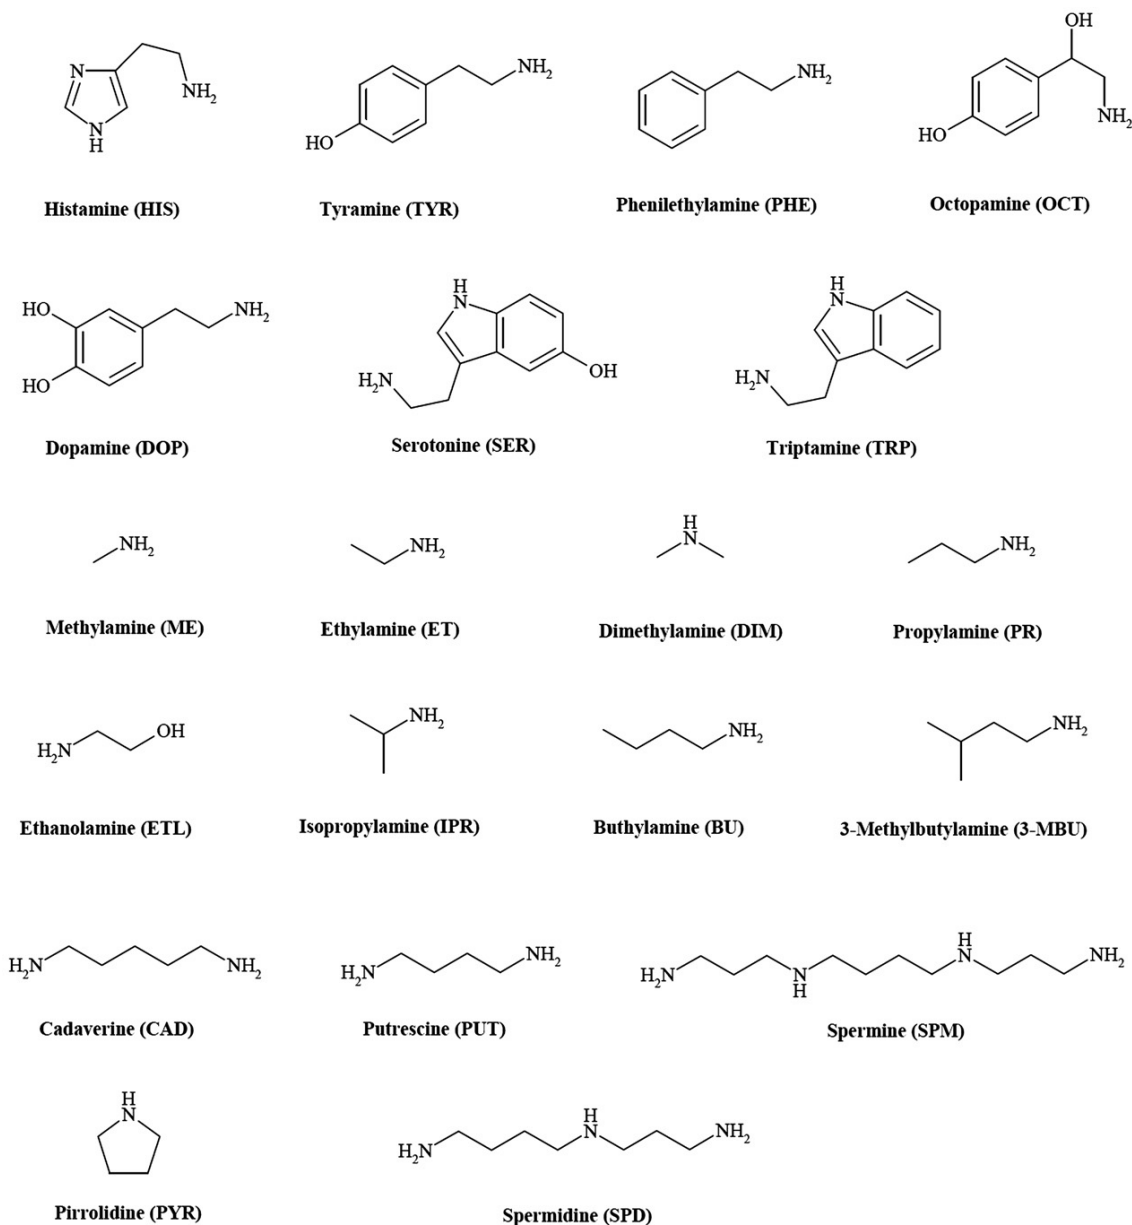 OH
N
NH2
N
H
NH2
HO
NH2
HO
NH2
Histamine (HIS)
Tyramine (TYR)
Phenilethylamine (PHE)
Octopamine (OCT)
HO
HO
NH2
H
N
H2N
OH
H
N
H2N
Dopamine (DOP)
Serotonine (SER)
Triptamine (TRP)
NH2
NH2
H
N
NH2
Methylamine (ME)
Ethylamine (ET)
Dimethylamine (DIM)
Propylamine (PR)
H2N
OH
NH2
NH2
NH2
Ethanolamine (ETL)
Isopropylamine (IPR)
Buthylamine (BU)
3-Methylbutylamine (3-MBU)
H2N
NH2
H2N
NH2
H2N
N
H
H
N
NH2
Cadaverine (CAD)
Putrescine (PUT)
Spermine (SPM)
H
N
H2N
H
N
NH2
Pirrolidine (PYR)
Spermidine (SPD)